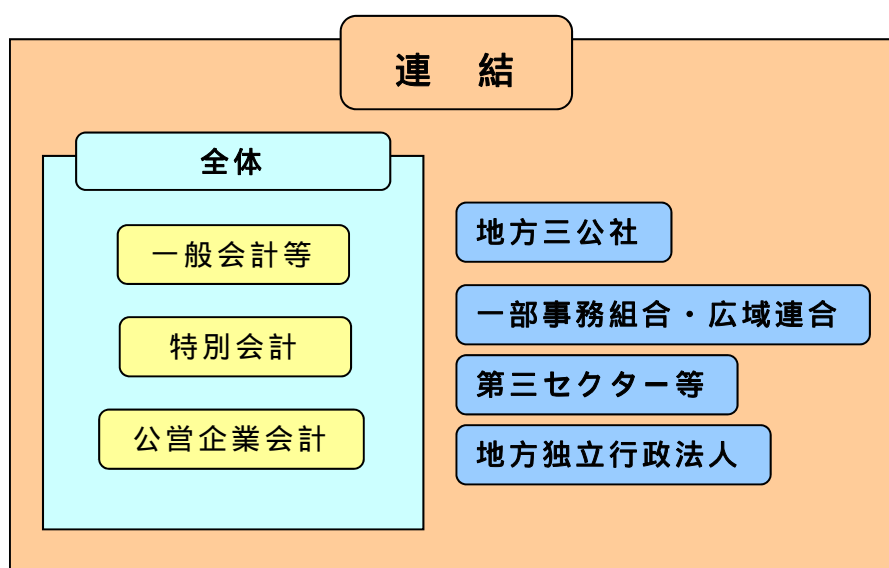 連　結
全体
一般会計等
特別会計
公営企業会計
地方三公社
一部事務組合・広域連合
第三セクター等
地方独立行政法人